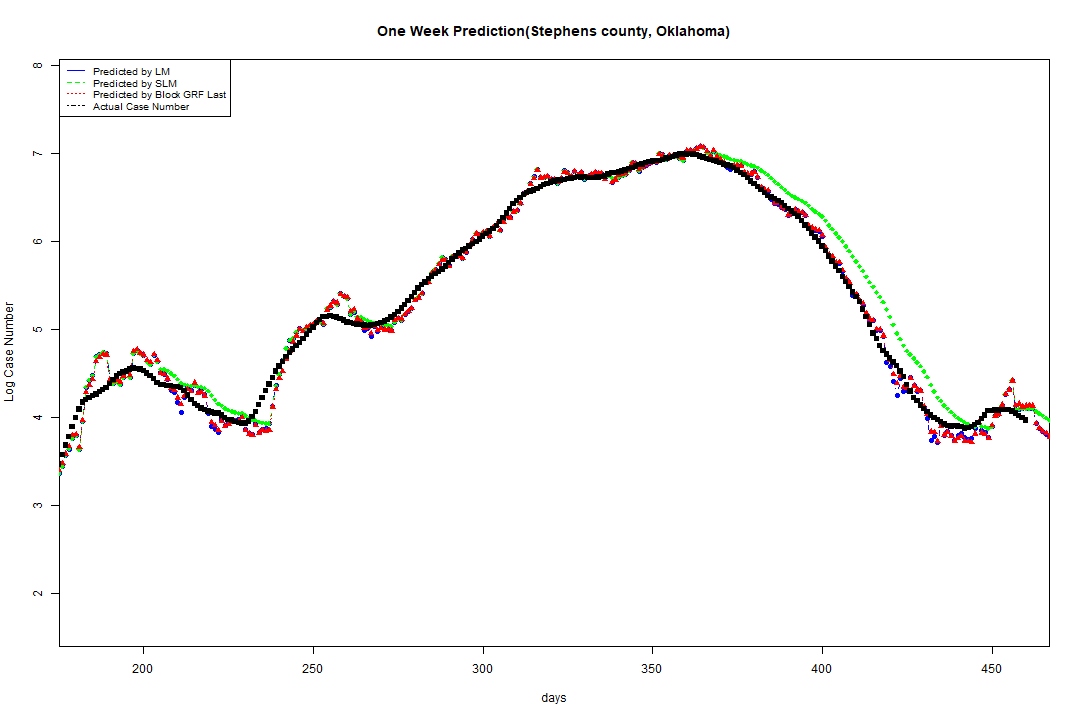 One Week Prediction(Stephens county, Oklahoma)
Predicted by LM
Predicted by SLM
Predicted by Block GRF Last
Actual Case Number
8
7
6
5
4
3
2
Log Case Number
200 250 300 350 400 450
days